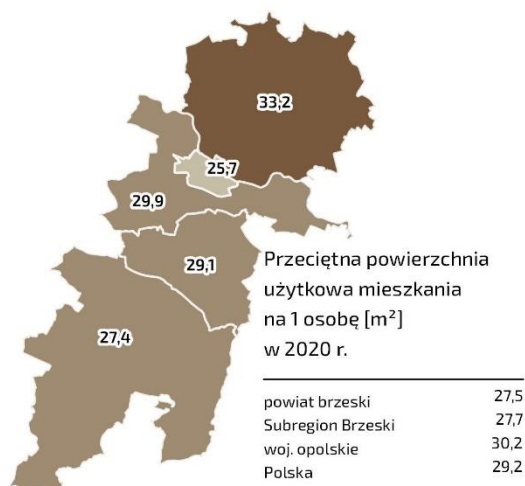 33,2
25,7
29,9
29,1
27,4
Przeciętna powierzchnia
użytkowa mieszkania
na 1 osobę [m²]
w 2020 r.
powiat brzeski 27,5
Subregion Brzeski 27,7
woj. opolskie 30,2
Polska 29,2